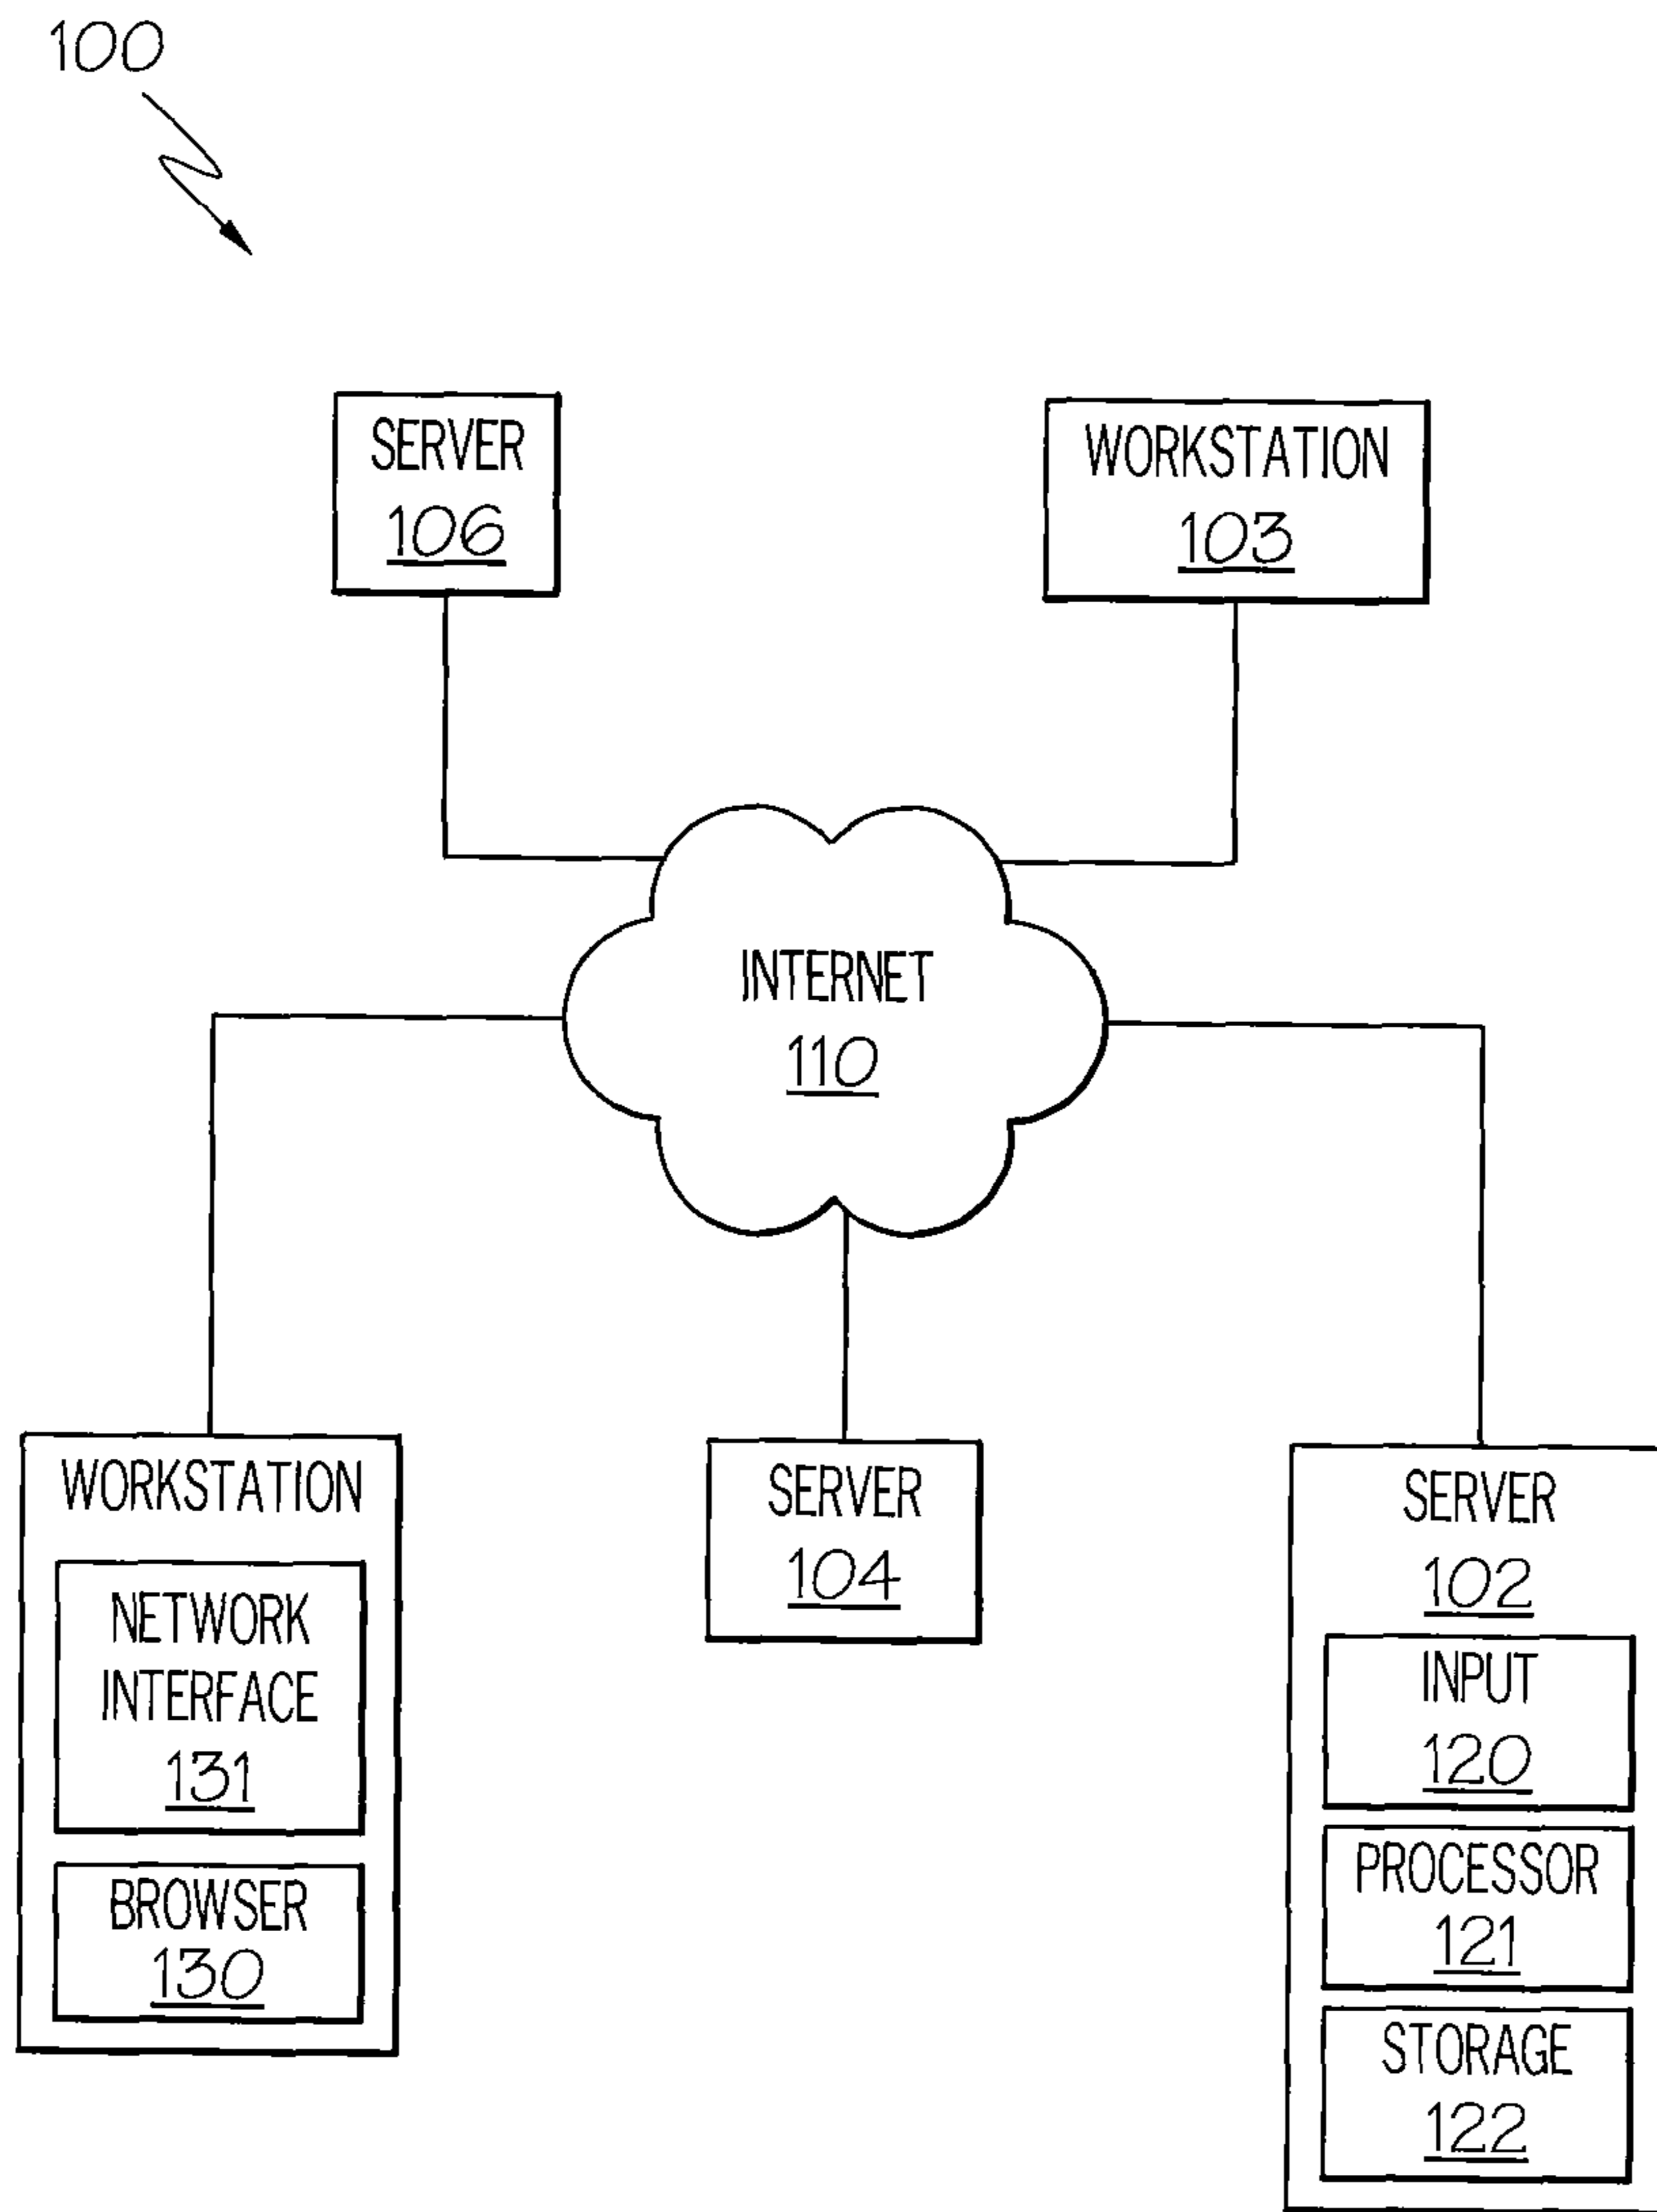 100
SERVER
106
WORKSTATION
103
INTERNET
110
WORKSTATION
NETWORK
INTERFACE
131
BROWSER
130
SERVER
104
SERVER
102
INPUT
120
PROCESSOR
121
STORAGE
122